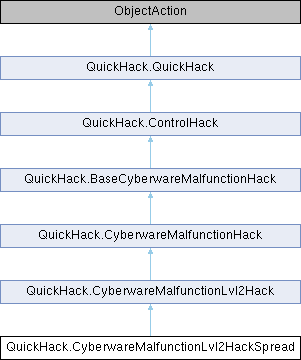 ObjectAction
QuickHack.QuickHack
QuickHack.ControlHack
QuickHack.BaseCyberwareMalfunctionHack
QuickHack.CyberwareMalfunctionHack
QuickHack.CyberwareMalfunctionLvl2Hack
QuickHack.CyberwareMalfunctionLvl2HackSpread